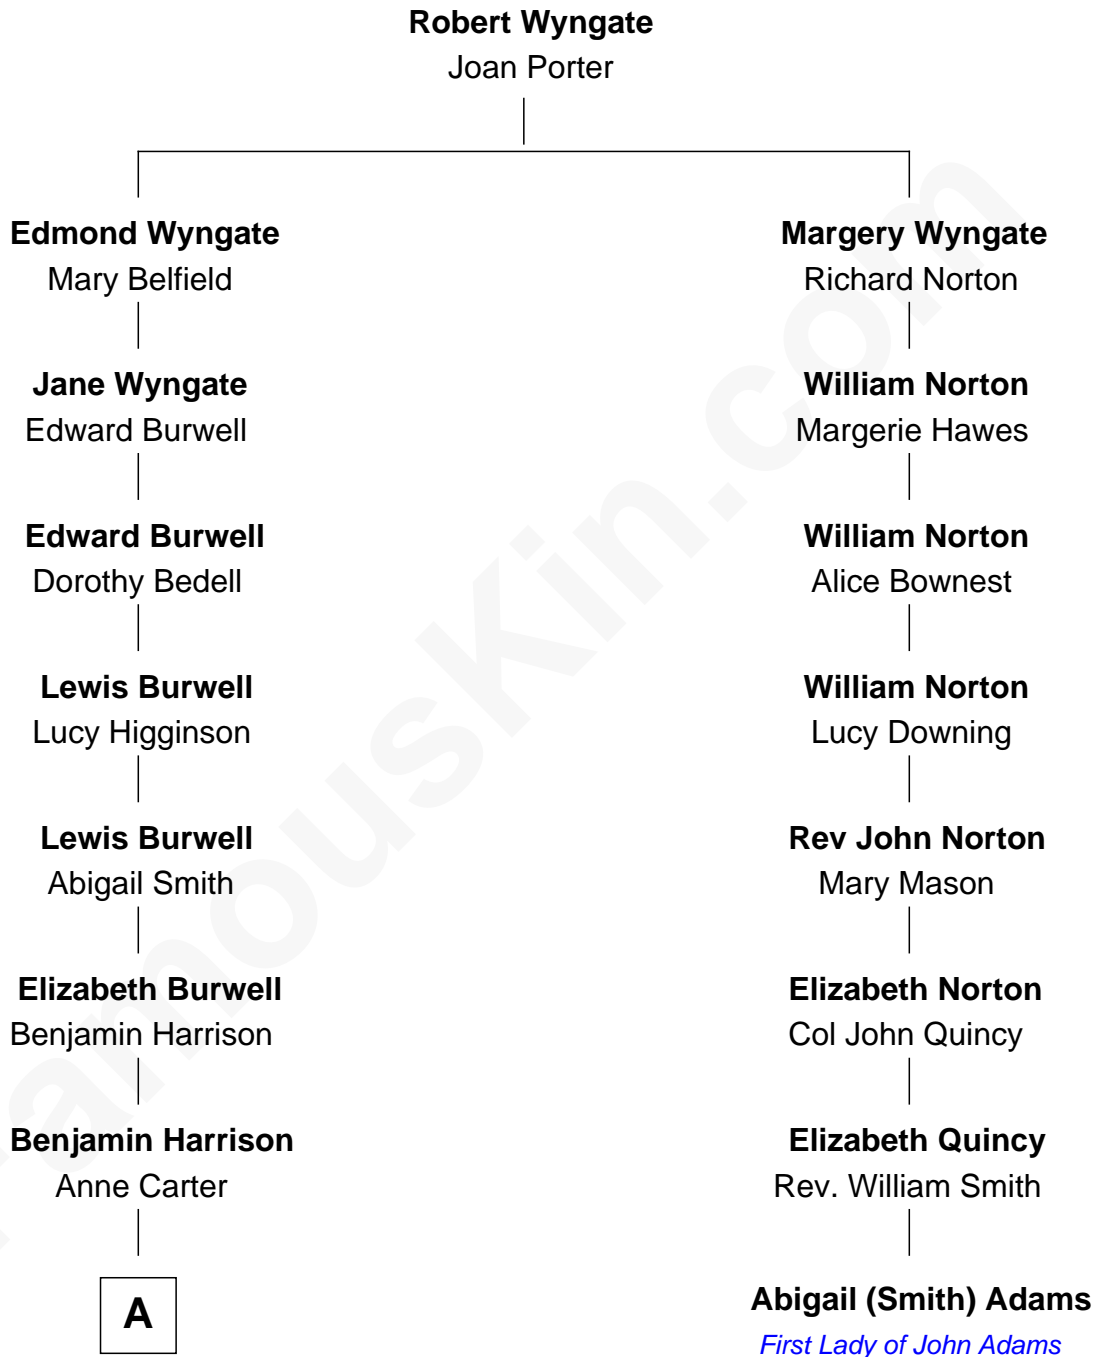 Robert Wyngate
Joan Porter
Edmond Wyngate
Mary Belfield
Margery Wyngate
Richard Norton
Jane Wyngate
Edward Burwell
William Norton
Margerie Hawes
Edward Burwell
Dorothy Bedell
William Norton
Alice Bownest
Lewis Burwell
Lucy Higginson
William Norton
Lucy Downing
Lewis Burwell
Abigail Smith
Rev John Norton
Mary Mason
Elizabeth Burwell
Benjamin Harrison
Elizabeth Norton
Col John Quincy
Benjamin Harrison
Anne Carter
Elizabeth Quincy
Rev. William Smith
A
Abigail (Smith) Adams
First Lady of John Adams
FamousKin.com